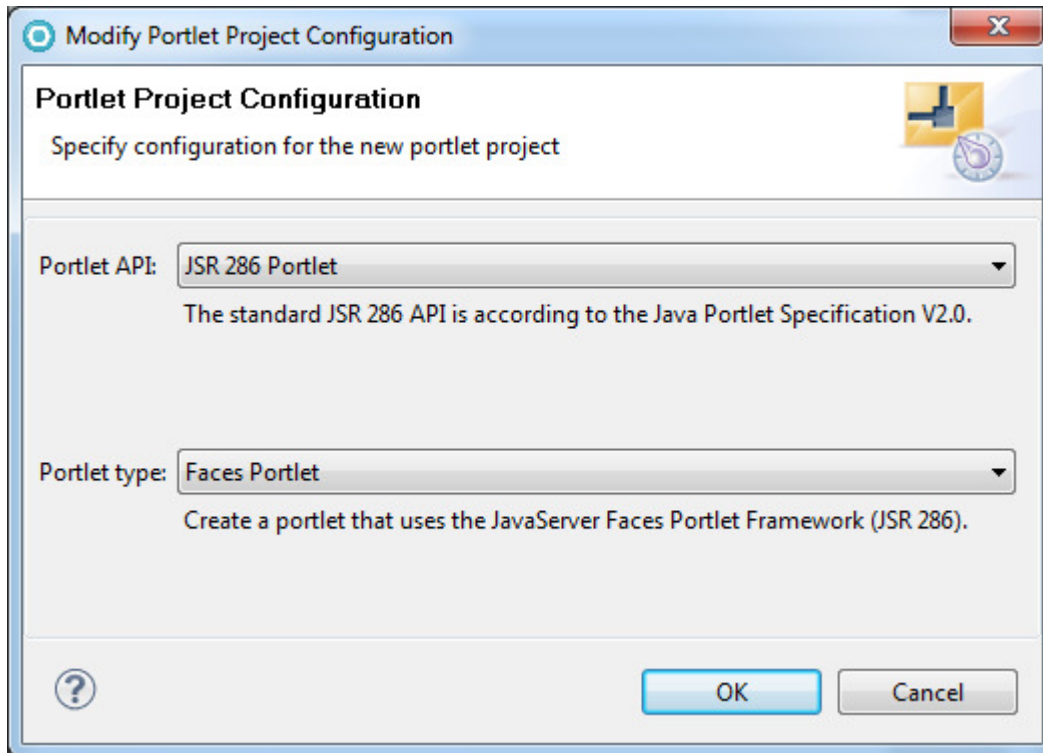 Modify Portlet Project Configuration
X
Portlet Project Configuration
Specify configuration for the new portlet project
Portlet API: JSR 286 Portlet
The standard JSR 286 API is according to the Java Portlet Specification V2.0.
Portlet type: Faces Portlet
Create a portlet that uses the JavaServer Faces Portlet Framework (JSR 286).
? OK Cancel